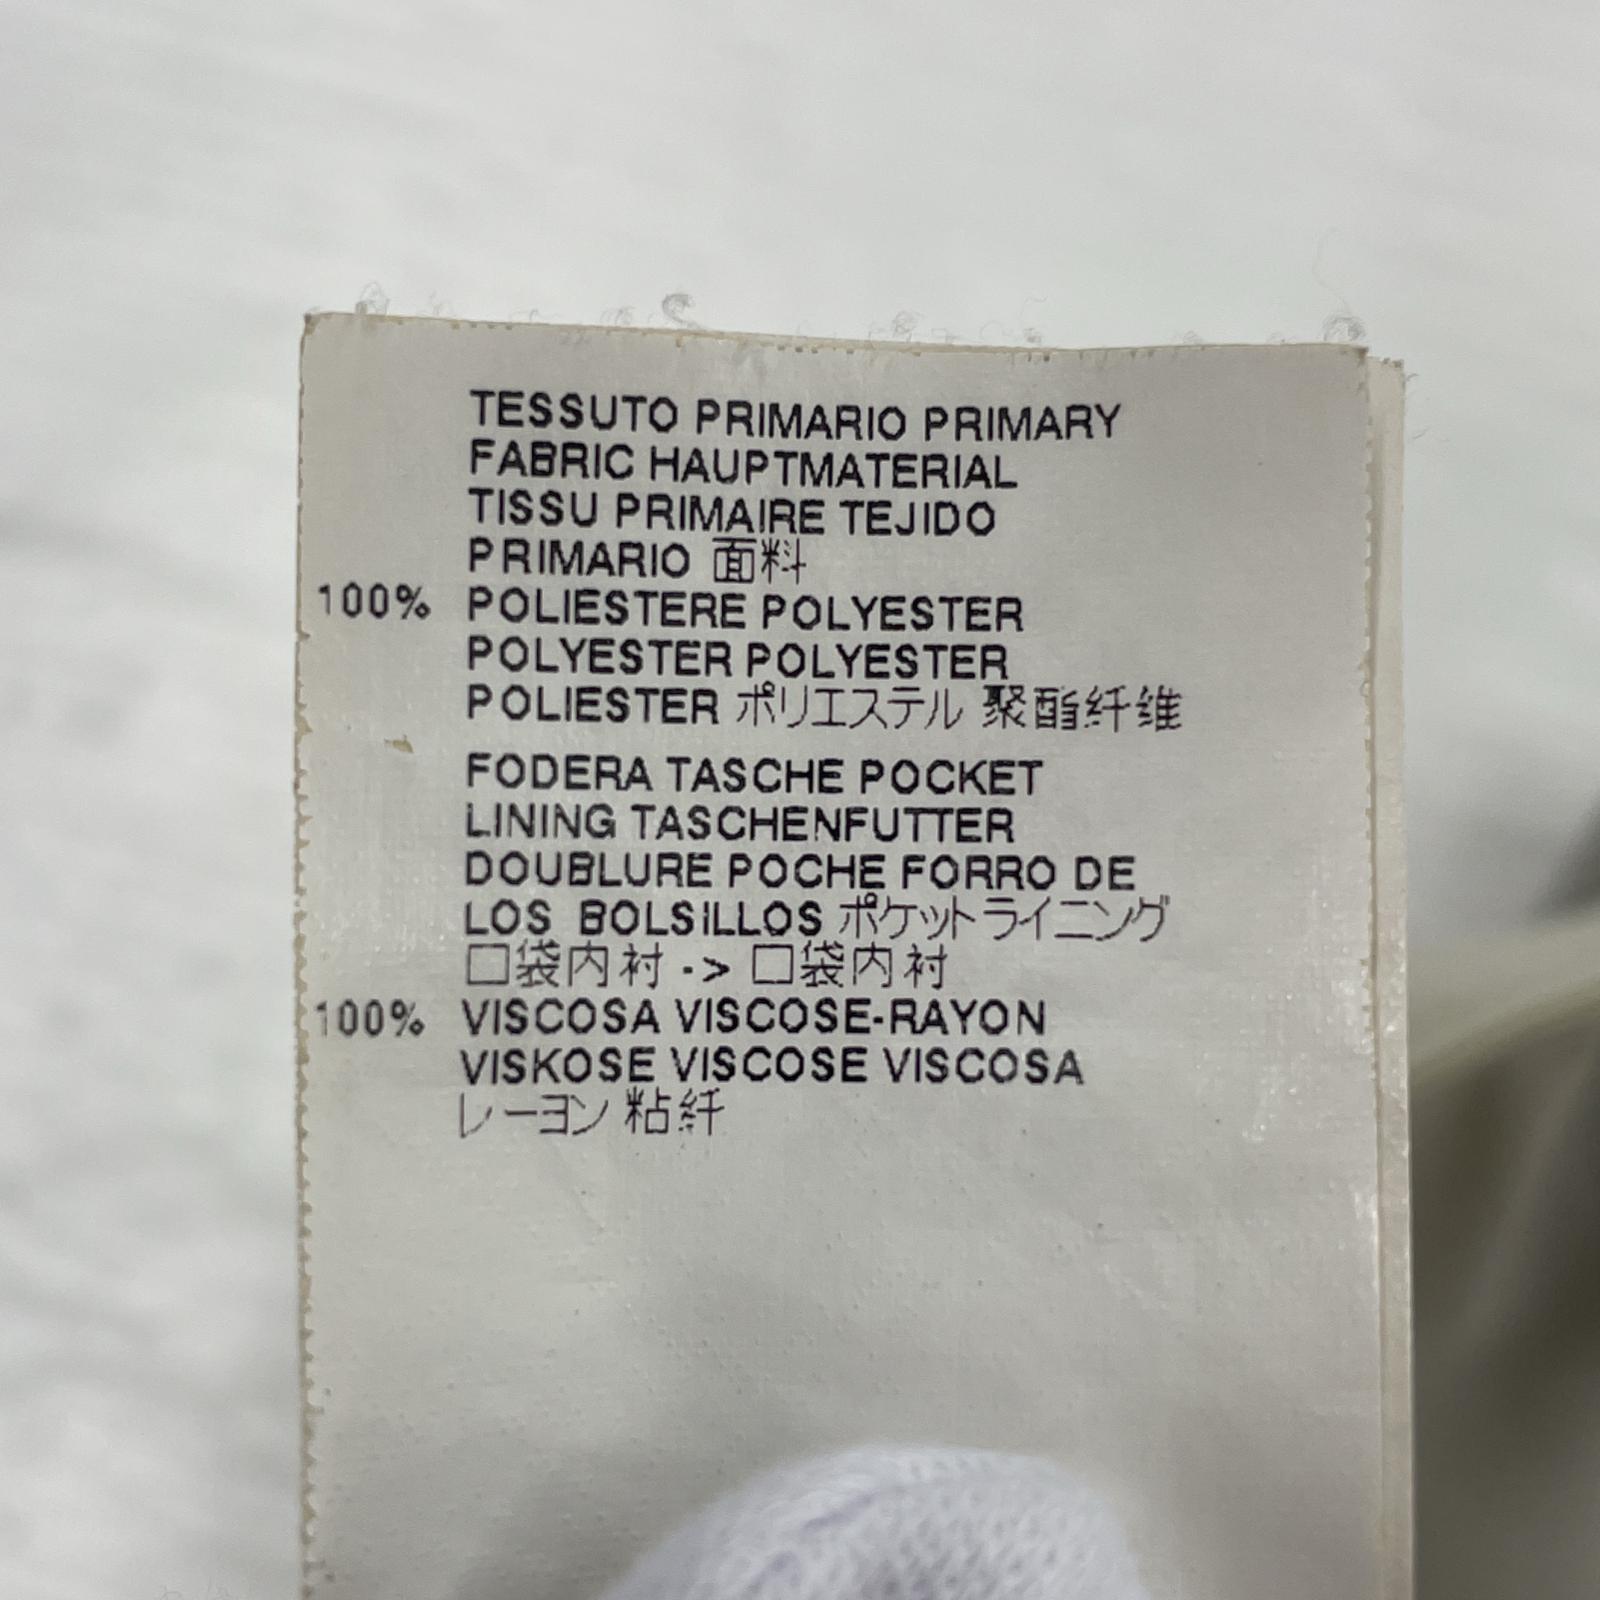 TESSUTO PRIMARIO PRIMARY
FABRIC HAUPTMATERIAL
TISSU PRIMAIRE TEJIDO
PRIMARIO 面料
100% POLIESTERE POLYESTER
POLYESTER POLYESTER
POLIESTER ポリエステル 聚酯纤维
FODERA TASCHE POCKET
LINING TASCHENFUTTER
DOUBLURE POCHE FORRO DE
LOS BOLSILLOS ポケットライニング
口袋内衬 -> 口袋内衬
100% VISCOSA VISCOSE-RAYON
VISKOSE VISCOSE VISCOSA
レーヨン 粘纤